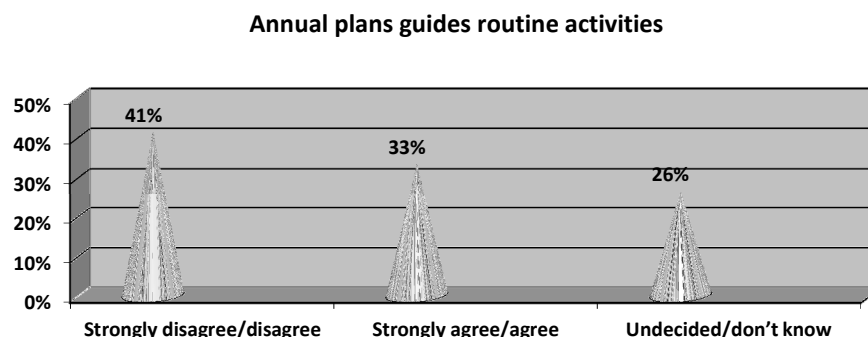 Annual plans guides routine activities
50%
40%
30%
20%
10%
0%
41%
33%
26%
Strongly disagree/disagree
Strongly agree/agree
Undecided/don't know